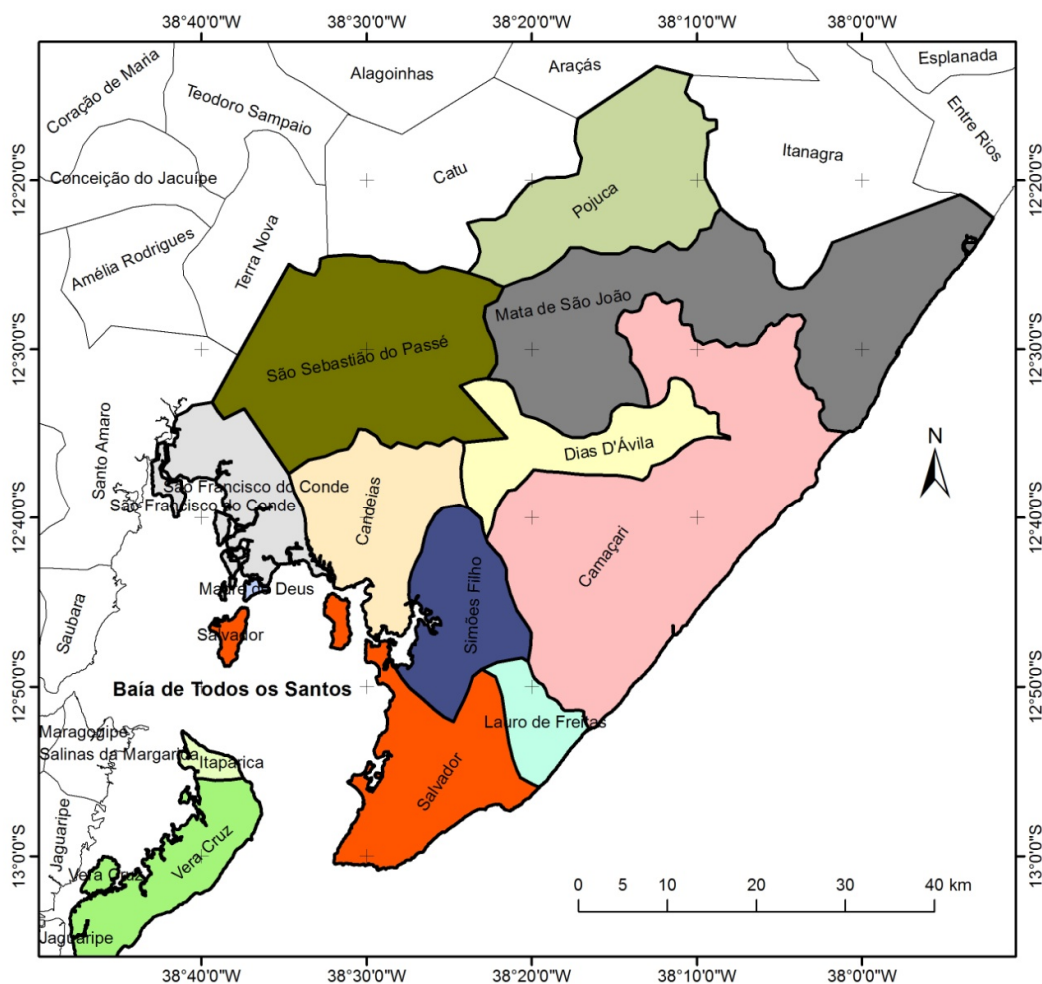 38°40'0"W 38°30'0"W 38°20'0"W 38°10'0"W 38°0'0"W
Coração de Maria
Teodoro Sampaio
Alagoinhas
Araçás
Esplanada
Entre Rios
Itanagra
Catu
12°20'0"S
12°20'0"S
Conceição do Jacuípe
Pojuca
Amélia Rodrigues
Terra Nova
Mata de São João
São Sebastião do Passé
12°30'0"S
12°30'0"S
Santo Amaro
Dias D'Ávila
N
São Francisco do Conde
São Francisco do Conde
Candeias
12°40'0"S
12°40'0"S
Camaçari
Madre de Deus
Simões Filho
Saubara
Salvador
Baía de Todos os Santos
12°50'0"S
12°50'0"S
Lauro de Freitas
Maragogipe
Salinas da Margarida
Itaparica
Salvador
Jaguaripe
Vera Cruz
13°0'0"S
13°0'0"S
Vera Cruz
0 5 10 20 30 40 km
Jaguaripe
38°40'0"W 38°30'0"W 38°20'0"W 38°10'0"W 38°0'0"W